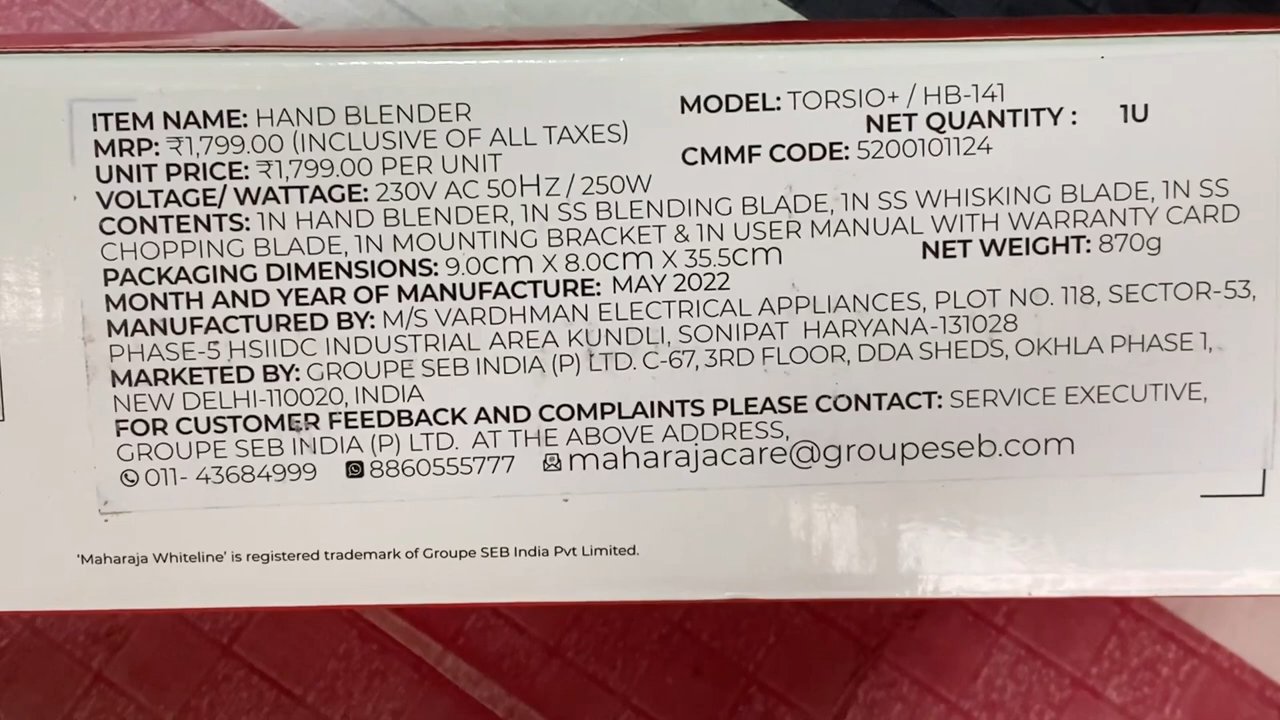 ITEM NAME: HAND BLENDER MODEL: TORSIO+ / HB-141
MRP: ₹1,799.00 (INCLUSIVE OF ALL TAXES) NET QUANTITY : 1U
UNIT PRICE: ₹1,799.00 PER UNIT CMMF CODE: 5200101124
VOLTAGE/ WATTAGE: 230V AC 50HZ / 250W
CONTENTS: 1N HAND BLENDER, 1N SS BLENDING BLADE, 1N SS WHISKING BLADE, 1N SS
CHOPPING BLADE, 1N MOUNTING BRACKET & 1N USER MANUAL WITH WARRANTY CARD
PACKAGING DIMENSIONS: 9.0cm X 8.0cm X 35.5cm NET WEIGHT: 870g
MONTH AND YEAR OF MANUFACTURE: MAY 2022
MANUFACTURED BY: M/S VARDHMAN ELECTRICAL APPLIANCES, PLOT NO. 118, SECTOR-53,
PHASE-5 HSIIDC INDUSTRIAL AREA KUNDLI, SONIPAT HARYANA-131028
MARKETED BY: GROUPE SEB INDIA (P) LTD. C-67, 3RD FLOOR, DDA SHEDS, OKHLA PHASE 1,
NEW DELHI-110020, INDIA
FOR CUSTOMER FEEDBACK AND COMPLAINTS PLEASE CONTACT: SERVICE EXECUTIVE,
GROUPE SEB INDIA (P) LTD. AT THE ABOVE ADDRESS,
011- 43684999 8860555777 maharajacare@groupeseb.com
'Maharaja Whiteline' is registered trademark of Groupe SEB India Pvt Limited.